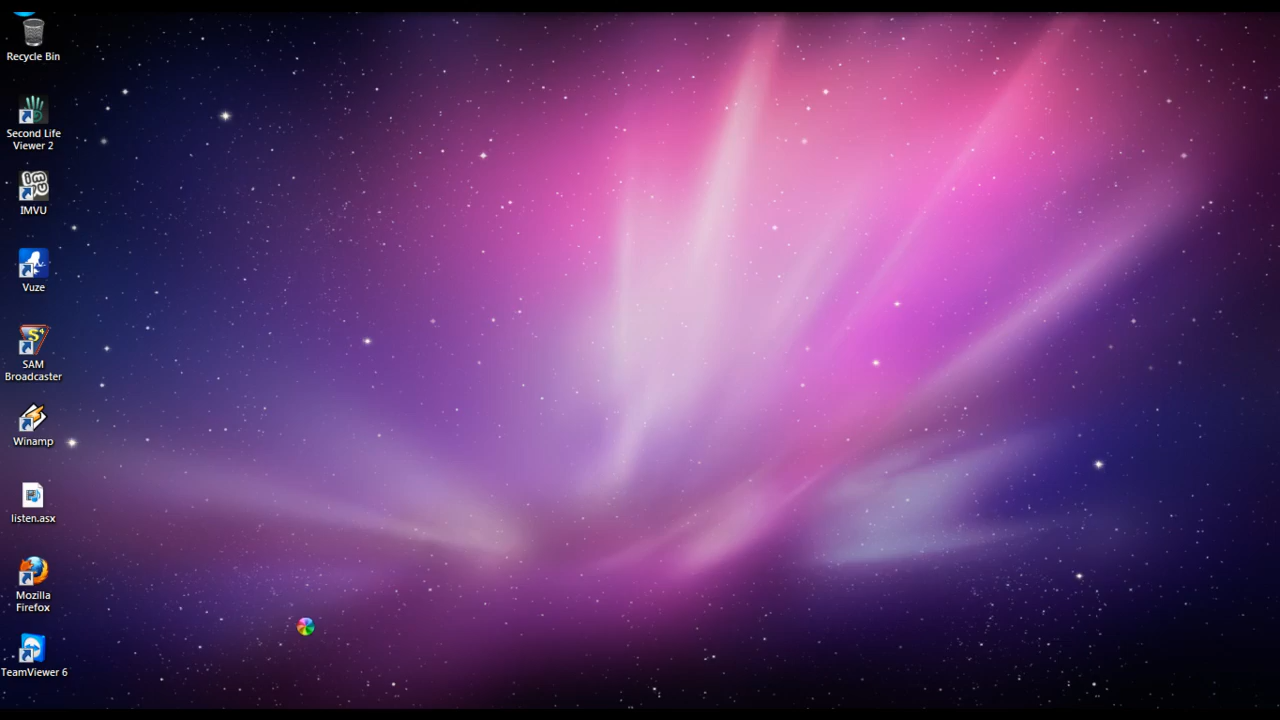 Recycle Bin
Second Life
Viewer 2
IMVU
Vuze
SAM
Broadcaster
Winamp
listen.asx
Mozilla
Firefox
TeamViewer 6